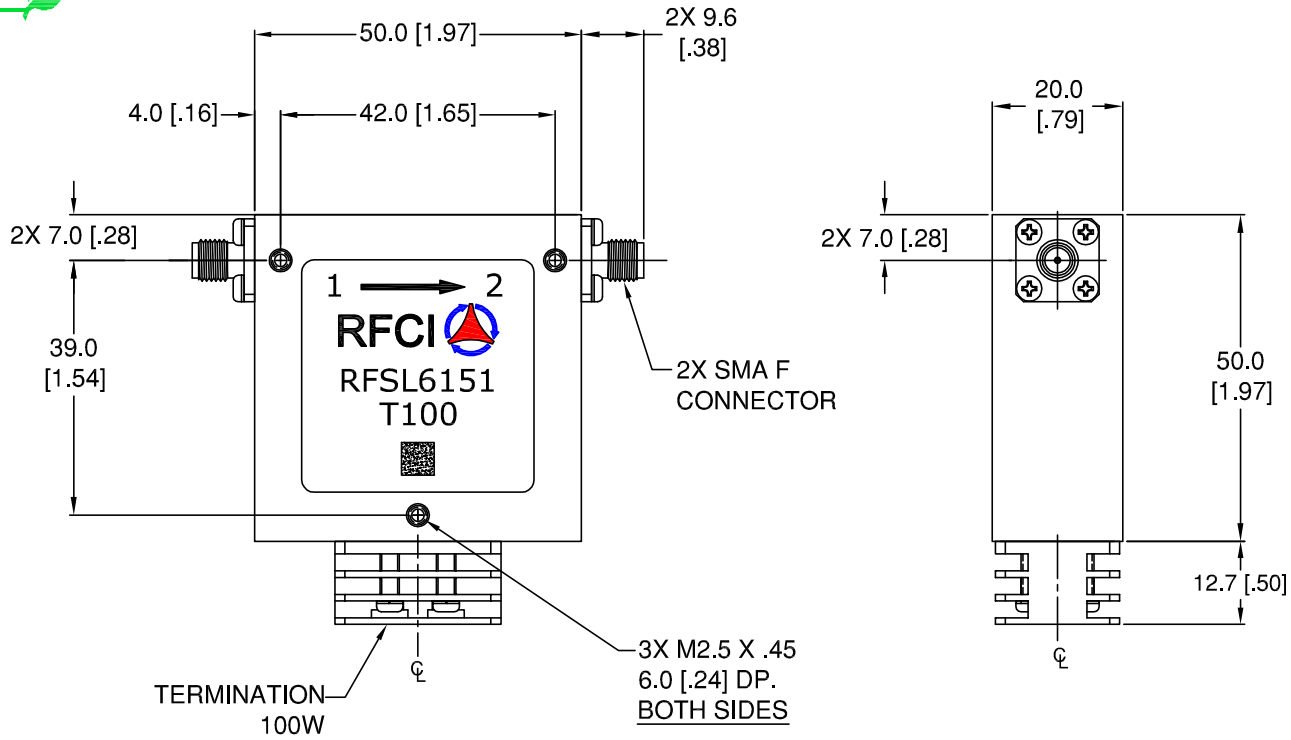 50.0 [1.97]
2X 9.6
[.38]
4.0 [.16]
42.0 [1.65]
20.0
[.79]
2X 7.0 [.28]
2X 7.0 [.28]
1 2
RFCI
RFSL6151
T100
39.0
[1.54]
2X SMA F
CONNECTOR
50.0
[1.97]
12.7 [.50]
3X M2.5 X .45
6.0 [.24] DP.
BOTH SIDES
TERMINATION
100W
℄
℄